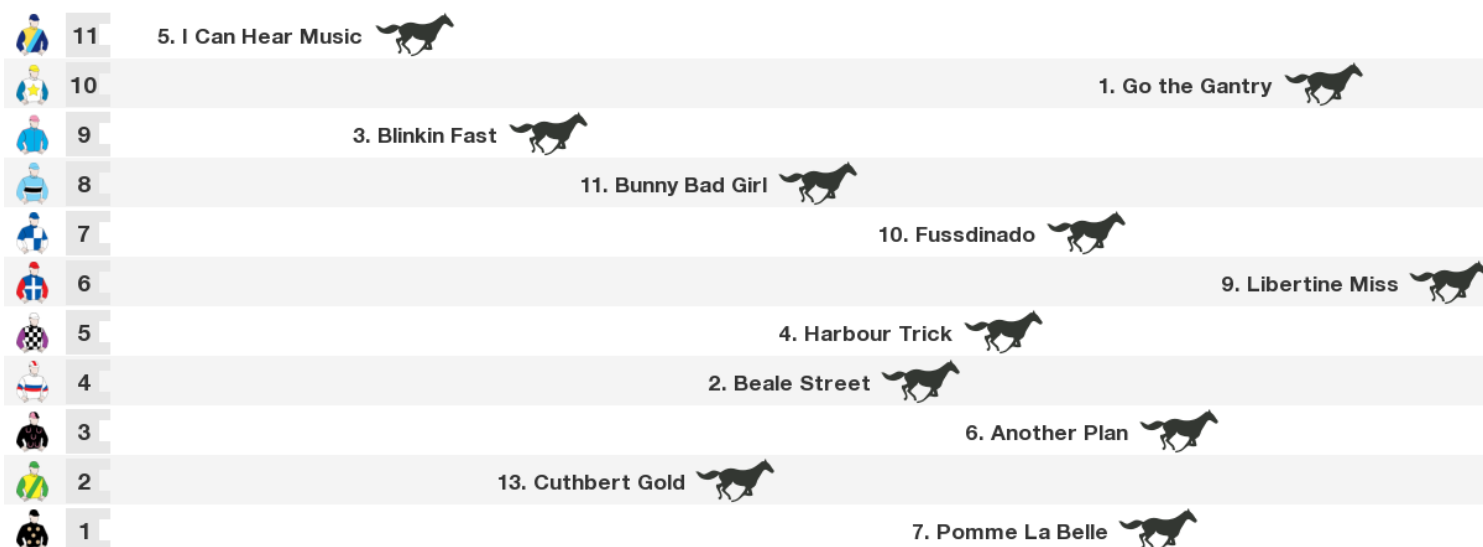 11 5. I Can Hear Music
10 1. Go the Gantry
9 3. Blinkin Fast
8 11. Bunny Bad Girl
7 10. Fussdinado
6 9. Libertine Miss
5 4. Harbour Trick
4 2. Beale Street
3 6. Another Plan
2 13. Cuthbert Gold
1 7. Pomme La Belle